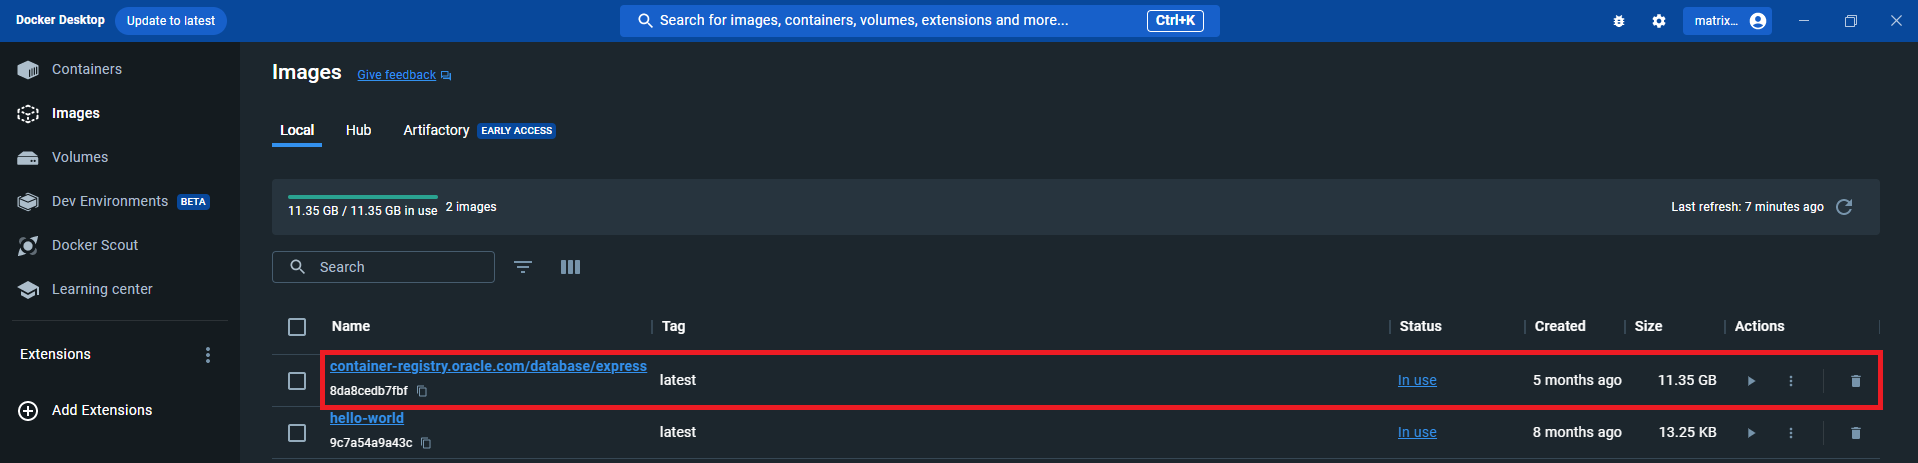 Docker Desktop Update to latest Search for images, containers, volumes, extensions and more... Ctrl+K matrix...
Containers
Images
Volumes
Dev Environments BETA
Docker Scout
Learning center
Extensions
Add Extensions
Images Give feedback
Local Hub Artifactory EARLY ACCESS
11.35 GB / 11.35 GB in use 2 images Last refresh: 7 minutes ago
Search
Name Tag Status Created Size Actions
container-registry.oracle.com/database/express
8da8cedb7fbf latest In use 5 months ago 11.35 GB
hello-world
9c7a54a9a43c latest In use 8 months ago 13.25 KB